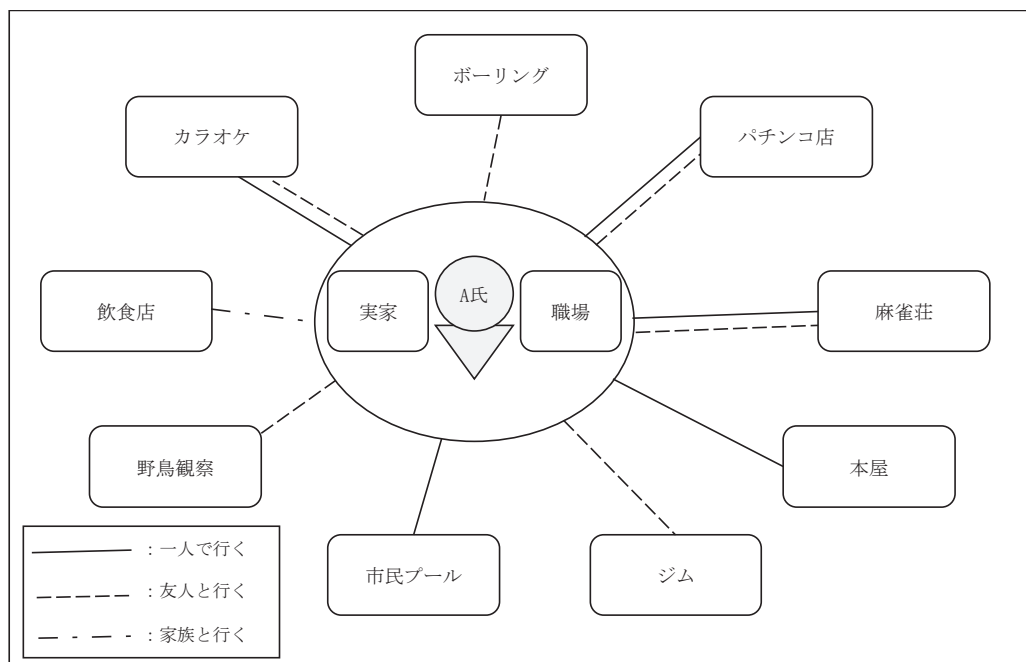 ボーリング
カラオケ
パチンコ店
A氏
実家
職場
飲食店
麻雀荘
野鳥観察
本屋
市民プール
ジム
：一人で行く
：友人と行く
：家族と行く